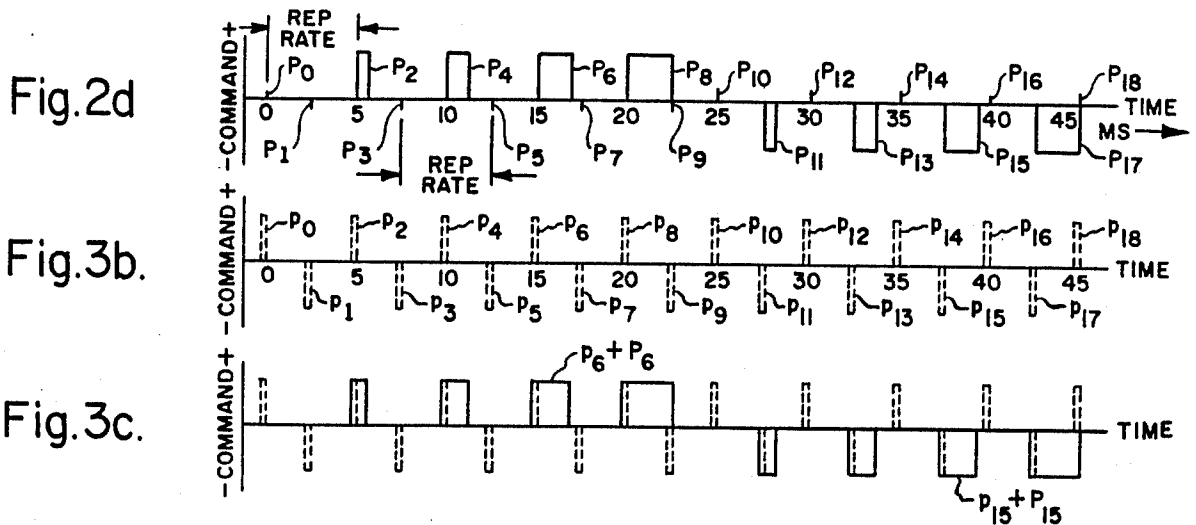 REP
RATE
-COMMAND+
P0 P2 P4 P6 P8 P10 P12 P14 P16 P18
Fig.2d
TIME
0 5 10 15 20 25 30 35 40 45
MS
P1 P3 P5 P7 P9 P11 P13 P15 P17
REP
RATE
-COMMAND+
p0 p2 p4 p6 p8 p10 p12 p14 p16 p18
Fig.3b.
TIME
0 5 10 15 20 25 30 35 40 45
p1 p3 p5 p7 p9 p11 p13 p15 p17
-COMMAND+
p6+P6
Fig.3c.
TIME
p15+P15